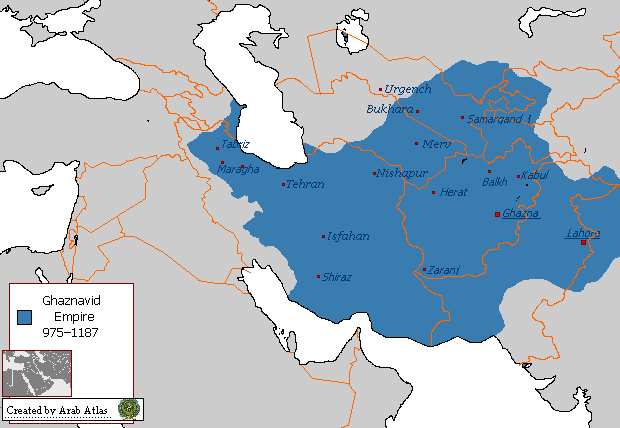 Urgench
Bukhara
Samargand
Tabriz
Maragha
Merv
Tehran
Nishapur
Balkh
Kabul
Herat
Ghazna
Lahore
Isfahan
Shiraz
Zaranj
Ghaznavid
Empire
975-1187
Created by Arab Atlas